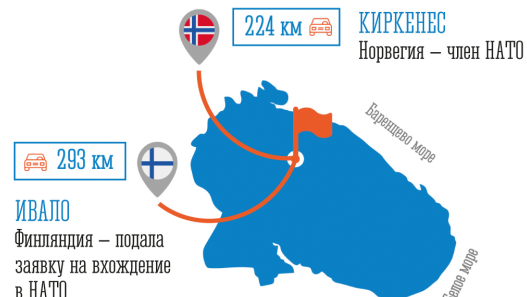 224 км
КИРКЕНЕС
Норвегия – член НАТО
Баренцево море
293 км
ИВАЛО
Финляндия – подала
заявку на вхождение
в НАТО
Белое море